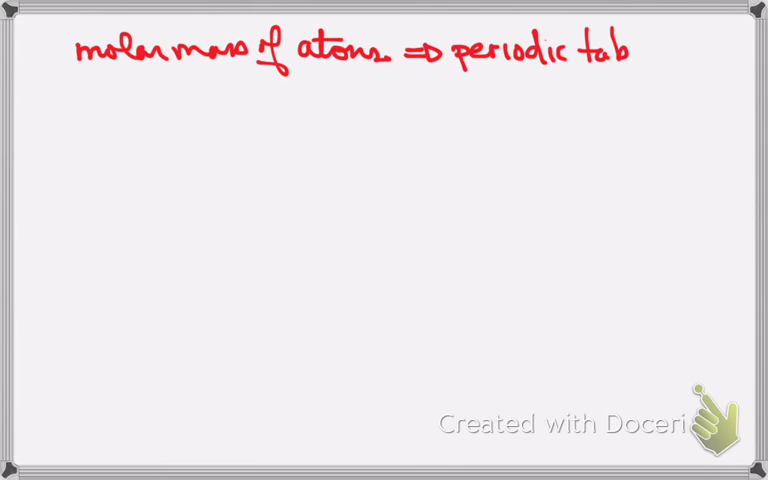 molar mass of atoms. ⇒ periodic tab
Created with Doceri